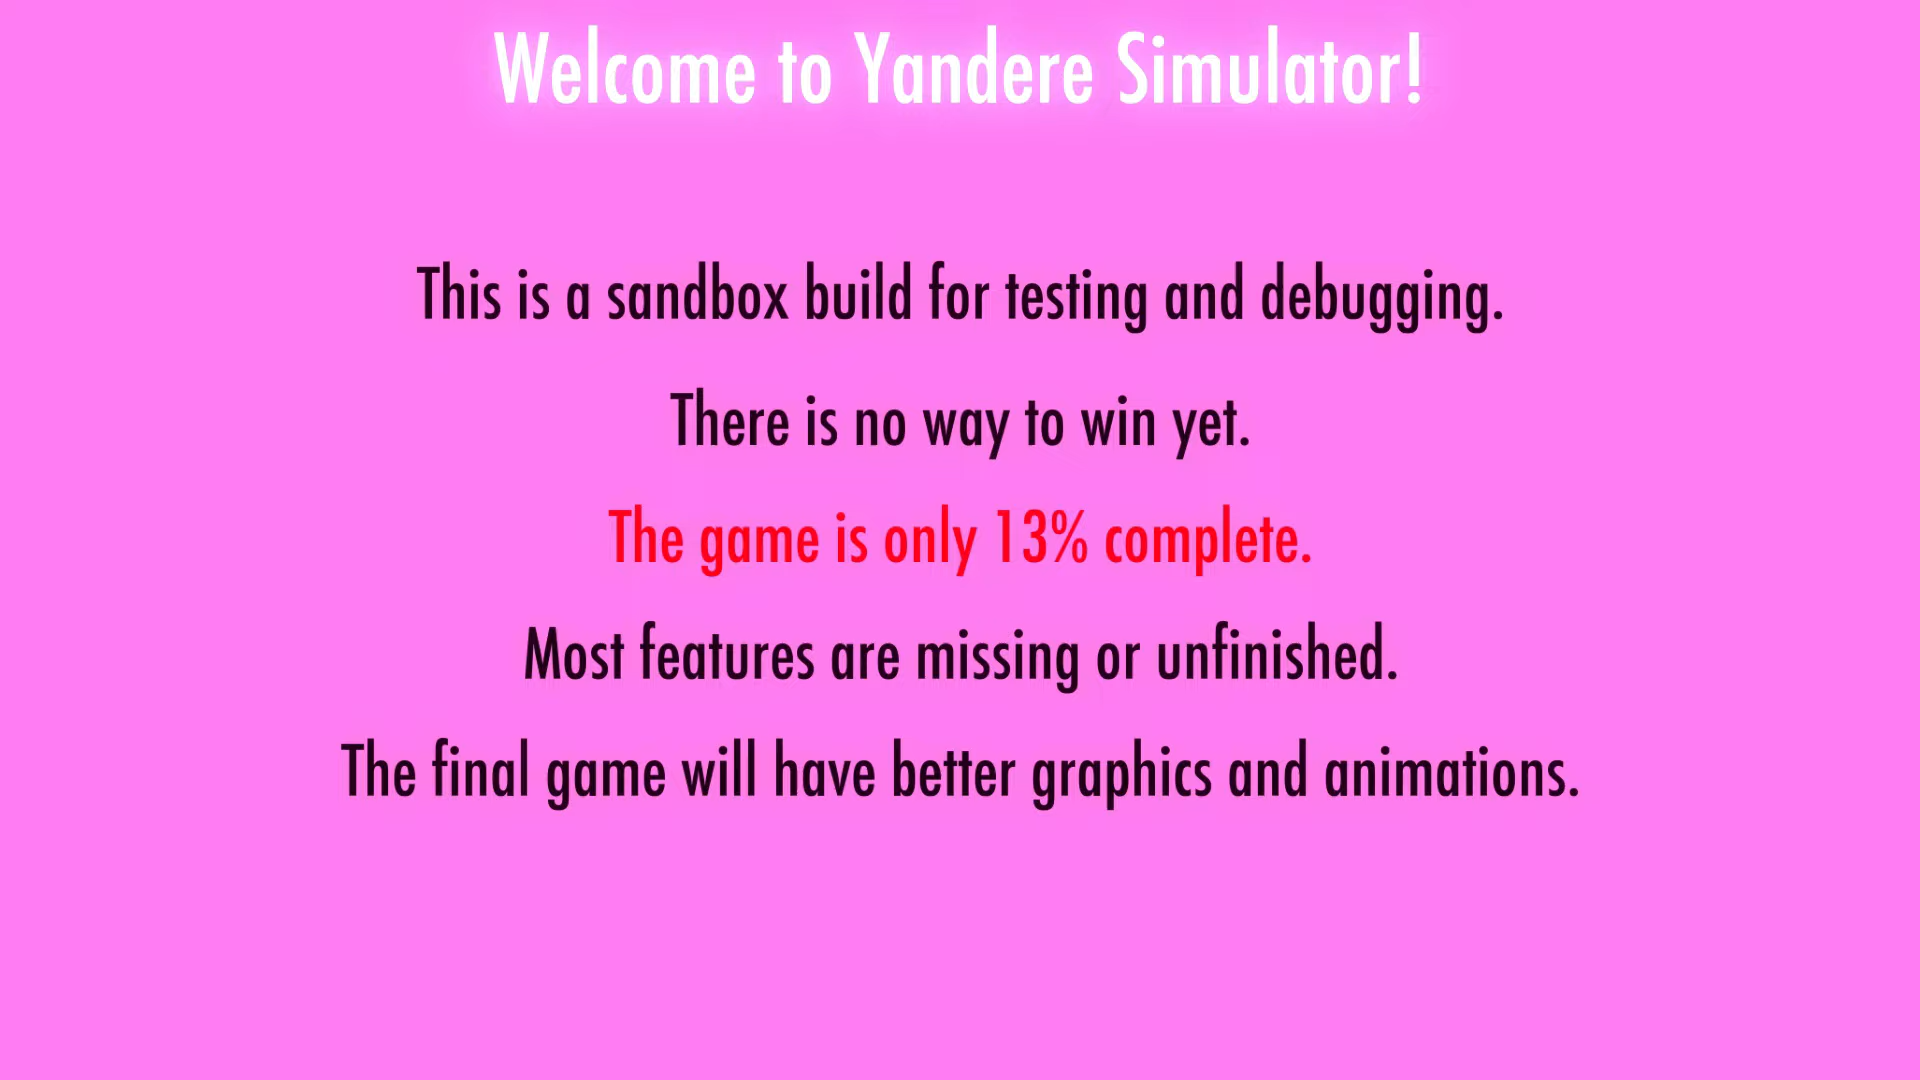 Welcome to Yandere Simulator!
This is a sandbox build for testing and debugging.
There is no way to win yet.
The game is only 13% complete.
Most features are missing or unfinished.
The final game will have better graphics and animations.